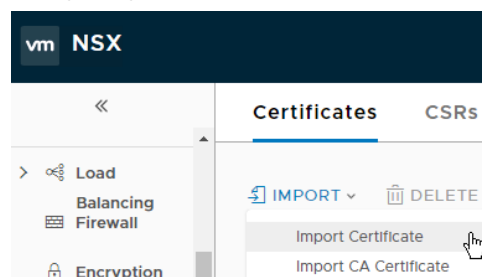 vm NSX
«
Certificates CSRs
Load
Balancing
Firewall
Encryption
IMPORT DELETE
Import Certificate
Import CA Certificate